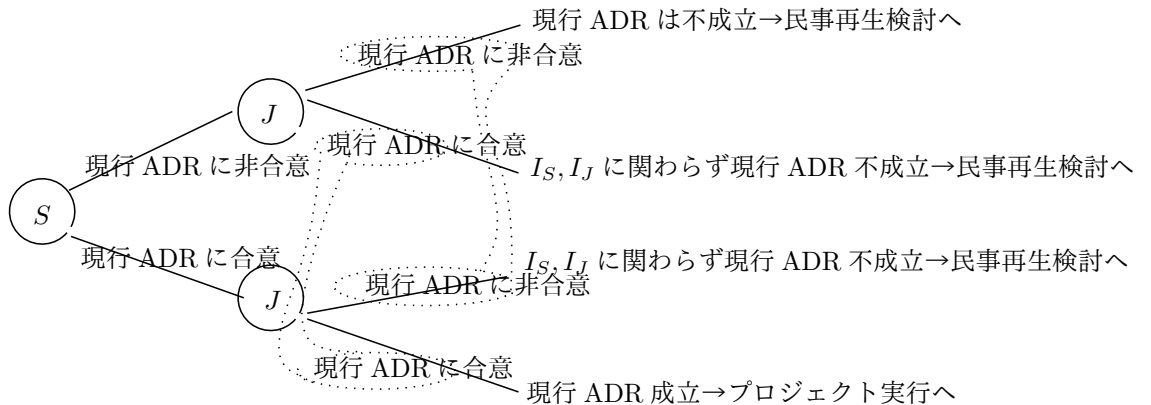 現行 ADR は不成立→民事再生検討へ
現行 ADR に非合意
J
現行 ADR に合意
現行 ADR に非合意
I_S, I_J に関わらず現行 ADR 不成立→民事再生検討へ
S
現行 ADR に合意
I_S, I_J に関わらず現行 ADR 不成立→民事再生検討へ
現行 ADR に非合意
J
現行 ADR に合意
現行 ADR 成立→プロジェクト実行へ